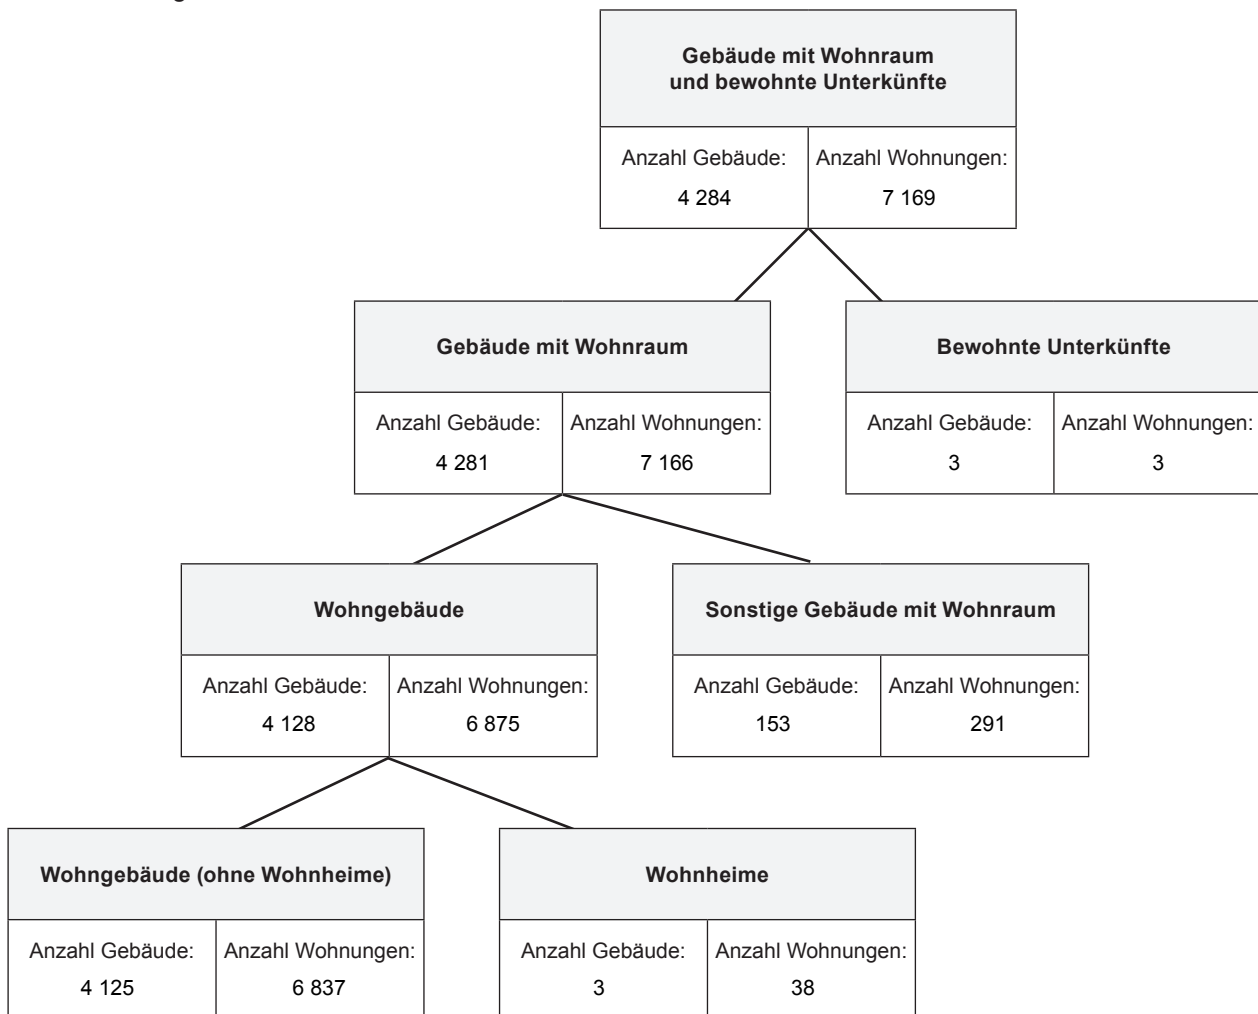 Gebäude mit Wohnraum
und bewohnte Unterkünfte
Anzahl Gebäude: Anzahl Wohnungen:
4 284 7 169
Gebäude mit Wohnraum Bewohnte Unterkünfte
Anzahl Gebäude: Anzahl Wohnungen: Anzahl Gebäude: Anzahl Wohnungen:
4 281 7 166 3 3
Wohngebäude Sonstige Gebäude mit Wohnraum
Anzahl Gebäude: Anzahl Wohnungen: Anzahl Gebäude: Anzahl Wohnungen:
4 128 6 875 153 291
Wohngebäude (ohne Wohnheime) Wohnheime
Anzahl Gebäude: Anzahl Wohnungen: Anzahl Gebäude: Anzahl Wohnungen:
4 125 6 837 3 38